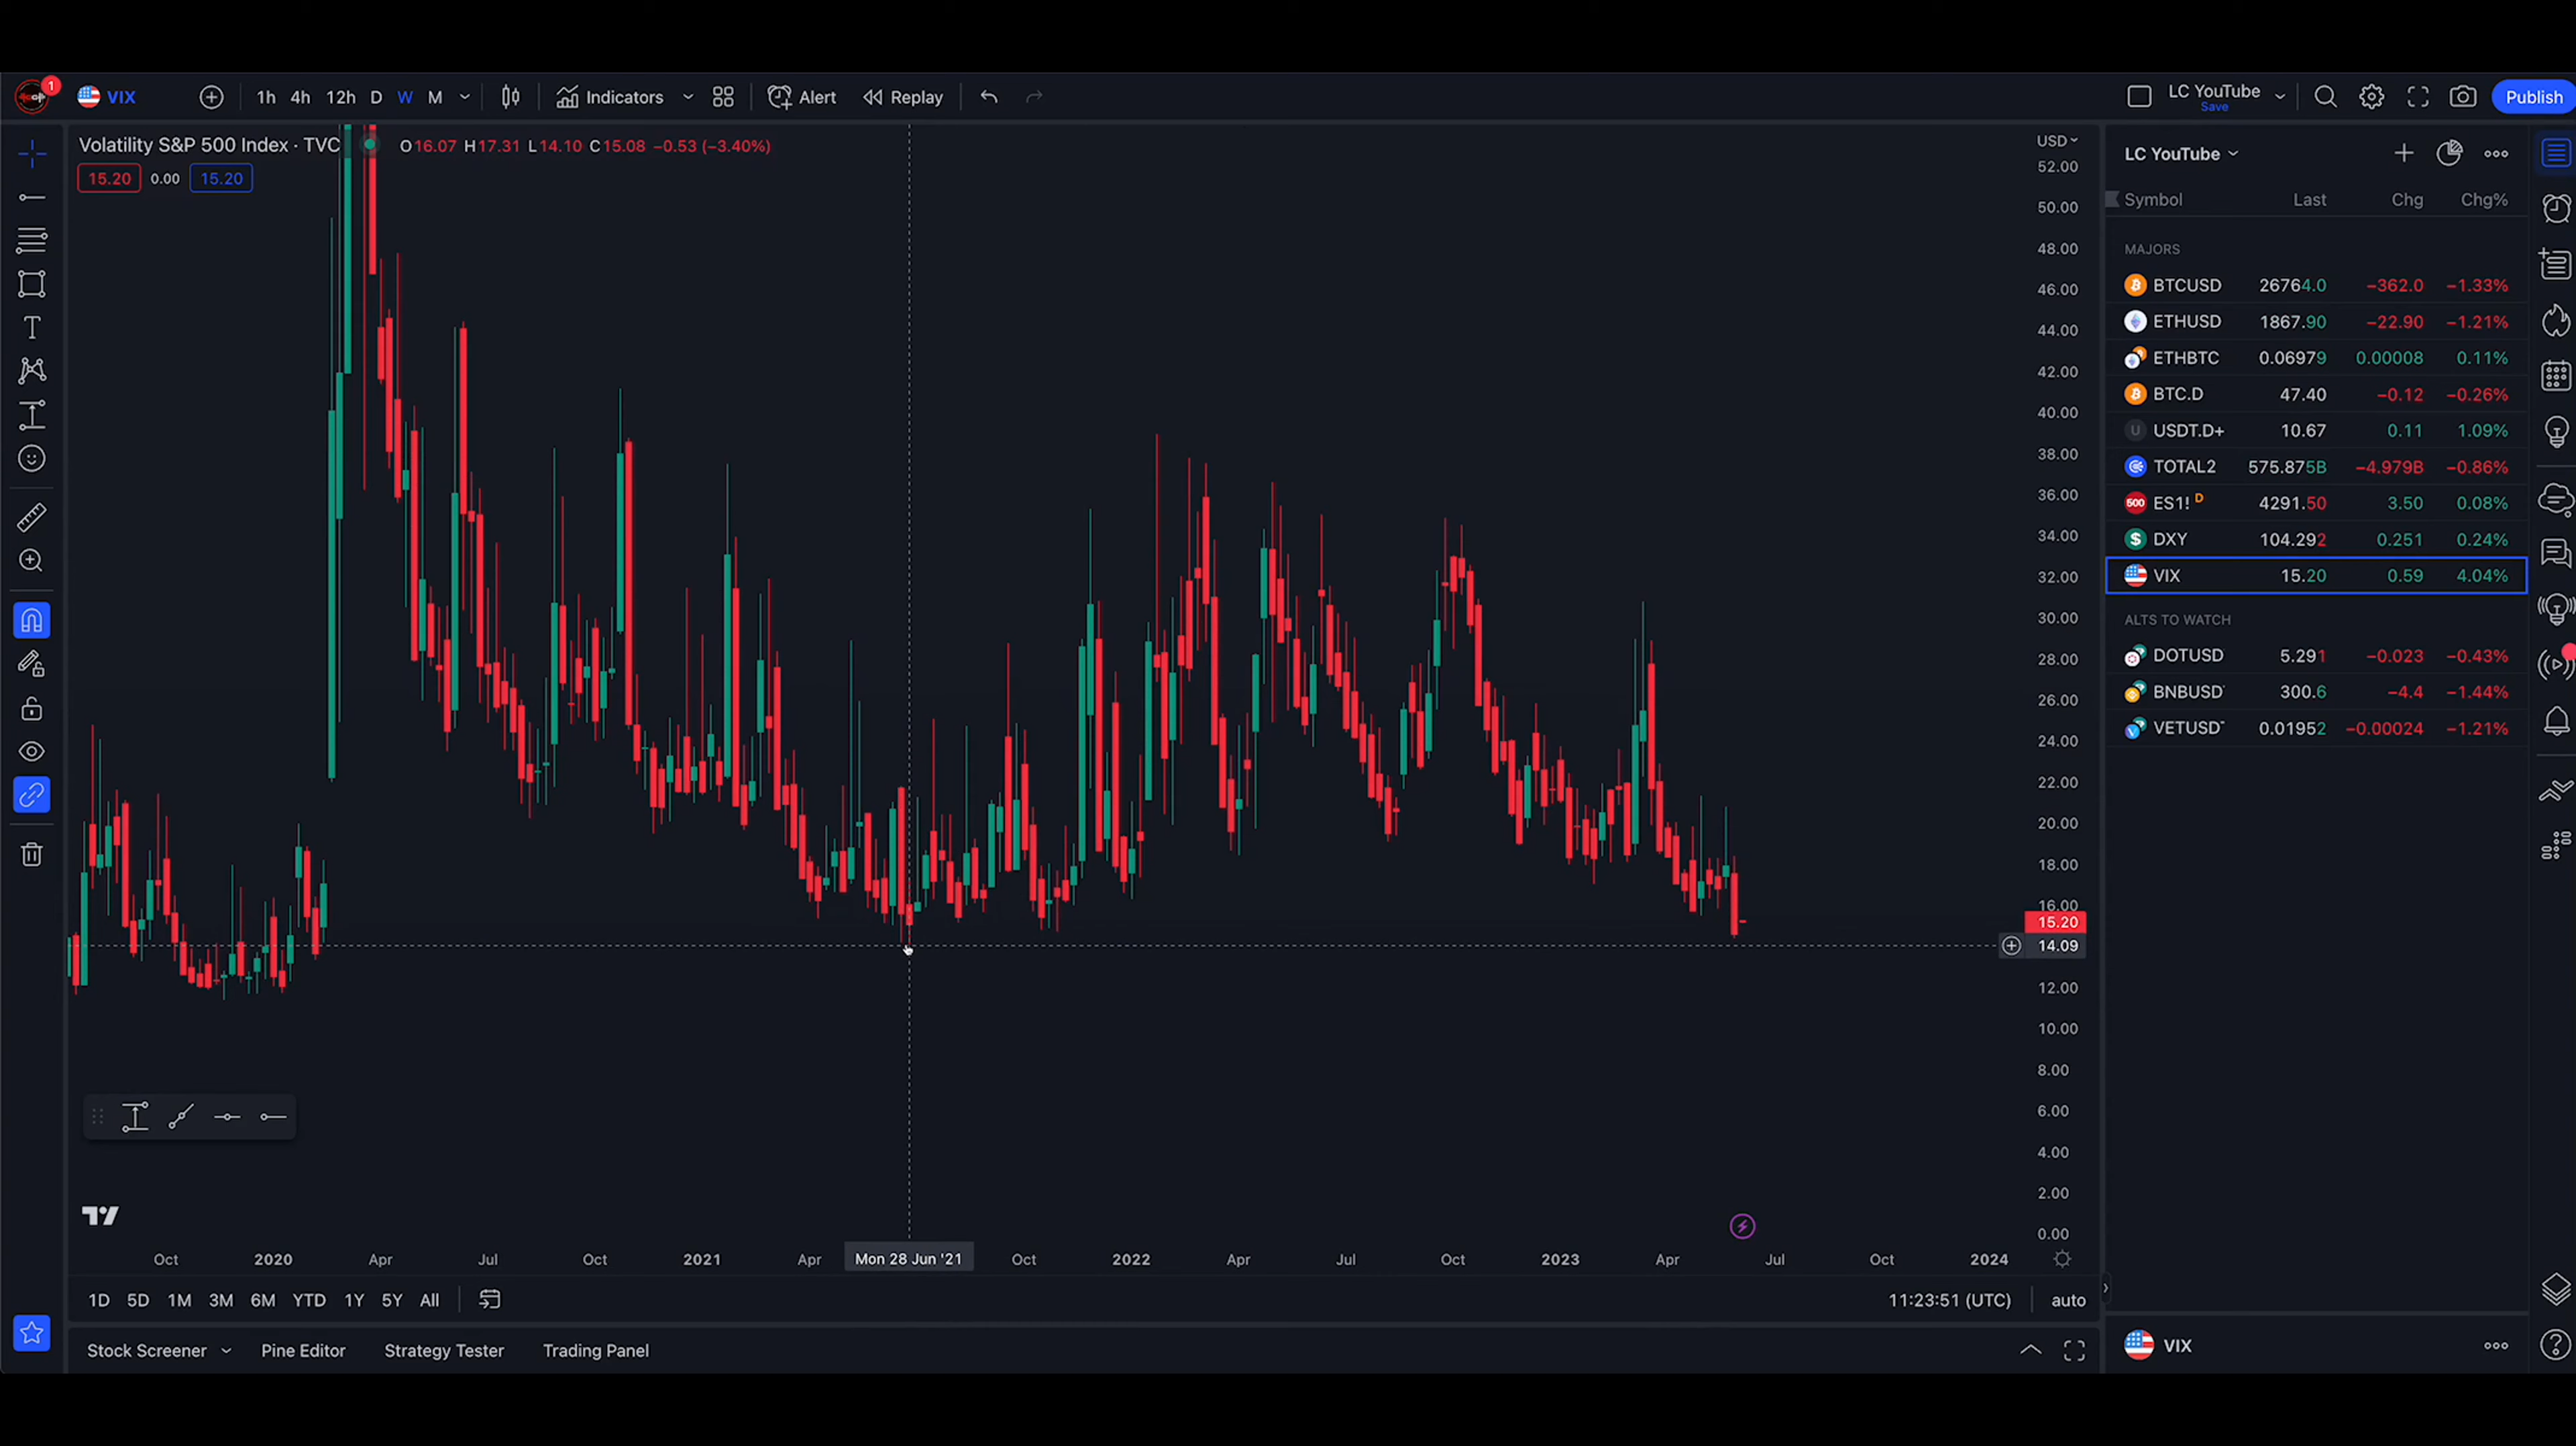 1 VIX 1h 4h 12h D W M Indicators Alert Replay LC YouTube Save Publish
Volatility S&P 500 Index · TVC O16.07 H17.31 L14.10 C15.08 −0.53 (−3.40%) USD
15.20 0.00 15.20
52.00
50.00
48.00
46.00
44.00
42.00
40.00
38.00
36.00
34.00
32.00
30.00
28.00
26.00
24.00
22.00
20.00
18.00
16.00
15.20
14.09
12.00
10.00
8.00
6.00
4.00
2.00
0.00
Oct 2020 Apr Jul Oct 2021 Apr Mon 28 Jun '21 Oct 2022 Apr Jul Oct 2023 Apr Jul Oct 2024
1D 5D 1M 3M 6M YTD 1Y 5Y All 11:23:51 (UTC) auto
Stock Screener Pine Editor Strategy Tester Trading Panel
LC YouTube
Symbol Last Chg Chg%
MAJORS
BTCUSD 26764.0 −362.0 −1.33%
ETHUSD 1867.90 −22.90 −1.21%
ETHBTC 0.06979 0.00008 0.11%
BTC.D 47.40 −0.12 −0.26%
U USDT.D+ 10.67 0.11 1.09%
TOTAL2 575.875B −4.979B −0.86%
500 ES1! D 4291.50 3.50 0.08%
DXY 104.292 0.251 0.24%
VIX 15.20 0.59 4.04%
ALTS TO WATCH
DOTUSD 5.291 −0.023 −0.43%
BNBUSD 300.6 −4.4 −1.44%
VETUSD 0.01952 −0.00024 −1.21%
VIX